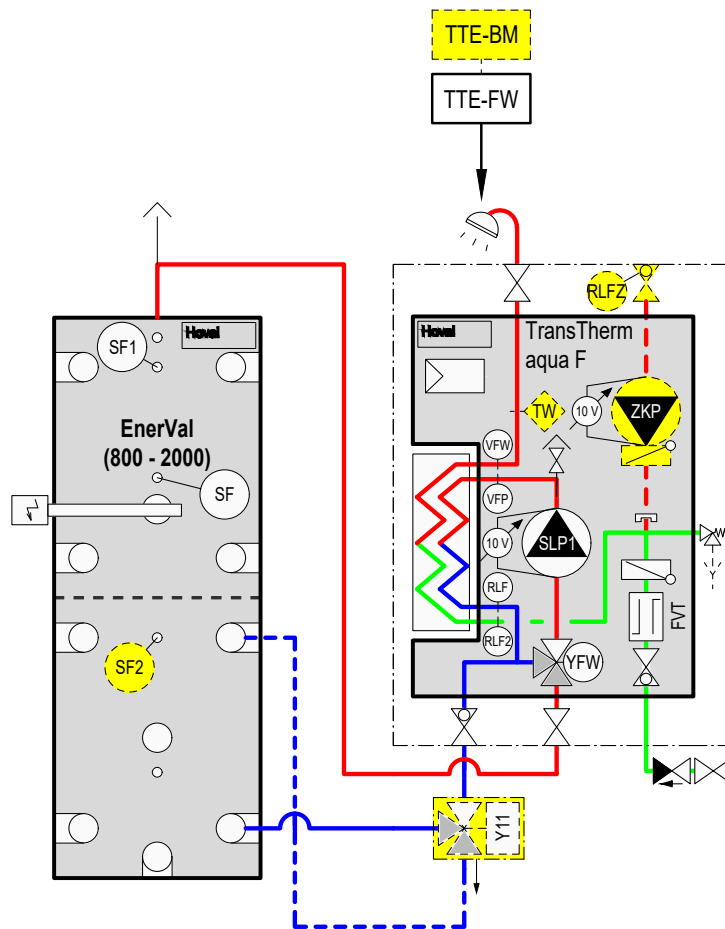 TTE-BM
TTE-FW
RLFZ
Hoval
SF1
EnerVal
(800 - 2000)
SF
SF2
Hoval
TransTherm
aqua F
TW
10 V
ZKP
VFW
VFP
10 V
SLP1
RLF
RLF2
YFW
FVT
Y
Y11